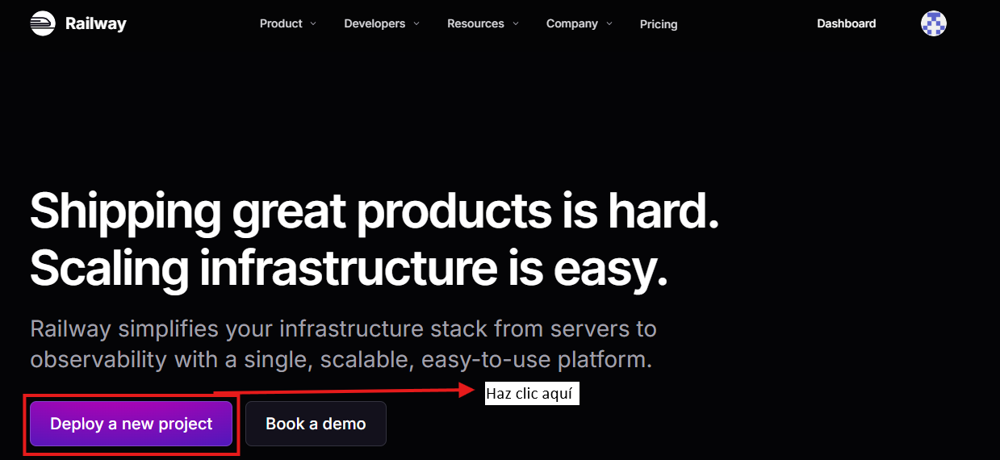 Railway
Product
Developers
Resources
Company
Pricing
Dashboard
Shipping great products is hard.
Scaling infrastructure is easy.
Railway simplifies your infrastructure stack from servers to
observability with a single, scalable, easy-to-use platform.
Haz clic aquí
Deploy a new project
Book a demo